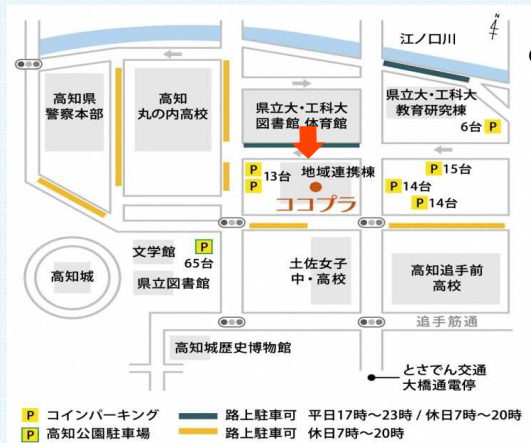 江ノ口川
高知県
警察本部
高知
丸の内高校
県立大・工科大
図書館 体育館
県立大・工科大
教育研究棟
6台 P
P
P
13台
地域連携棟
ココプラ
P 15台
P 14台
P 14台
文学館
P
65台
県立図書館
高知城
土佐女子
中・高校
高知追手前
高校
追手筋通
高知城歴史博物館
とさでん交通
大橋通電停
P コインパーキング
路上駐車可 平日17時~23時 / 休日7時~20時
P 高知公園駐車場
路上駐車可 休日7時~20時